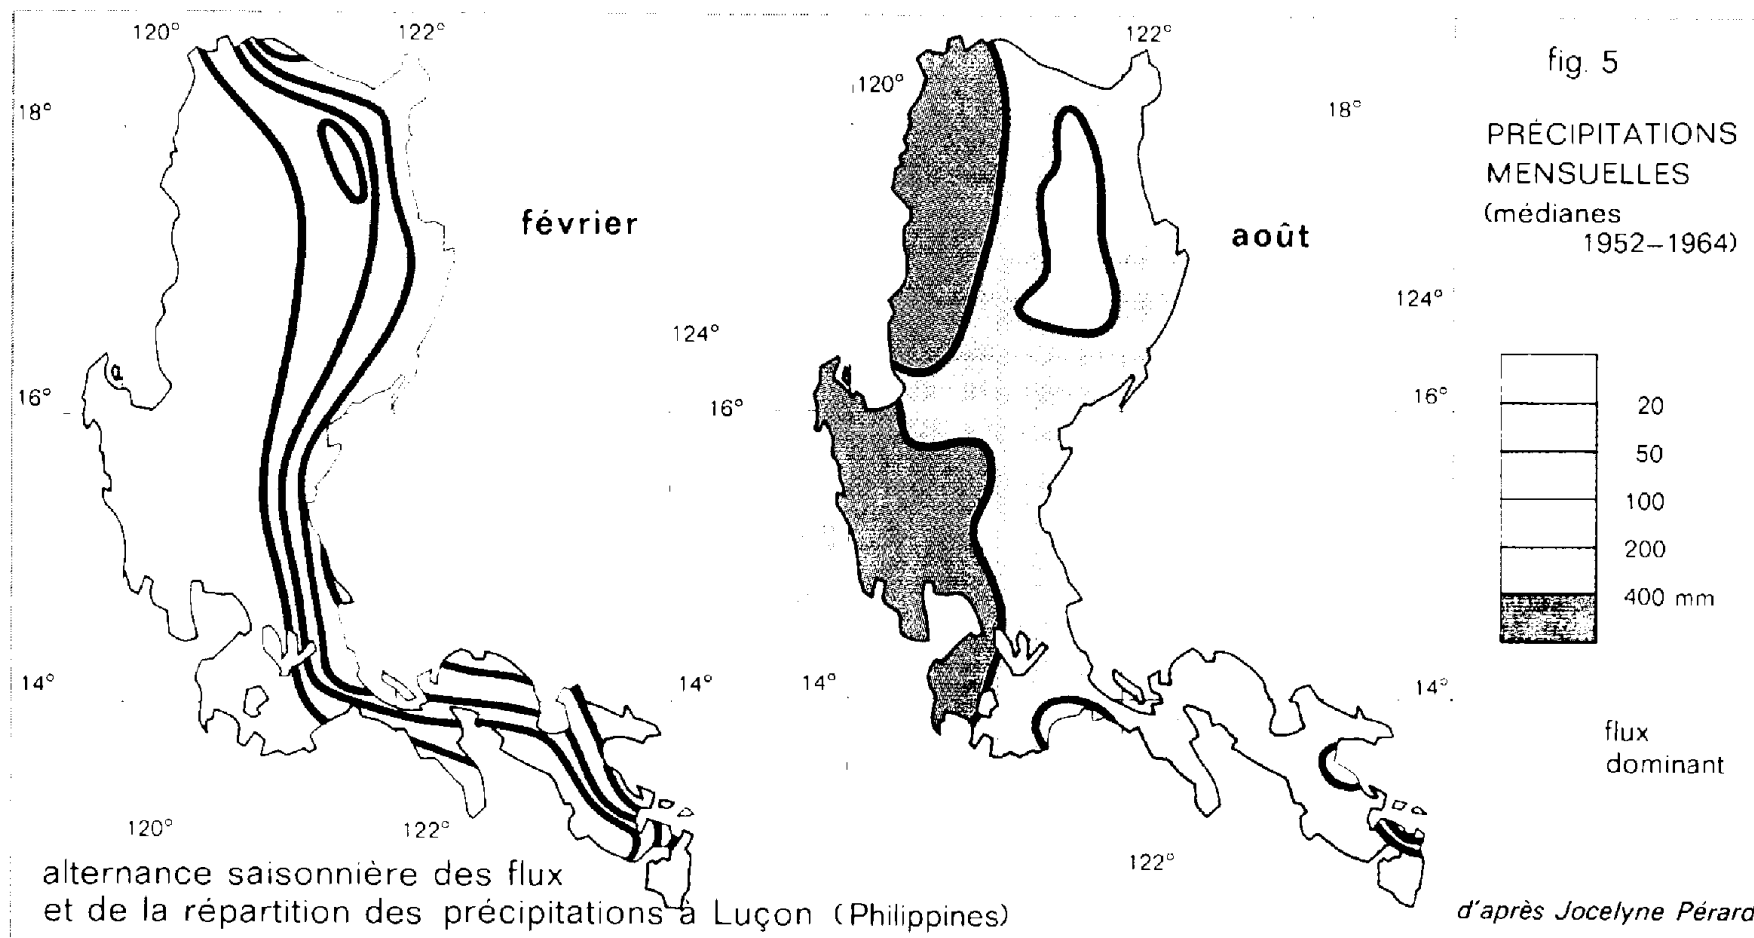 120°
122°
18°
février
124°
16°
16°
14°
14°
120°
122°
122°
120°
18°
août
124°
16°
14°
14°
122°
fig. 5
PRÉCIPITATIONS
MENSUELLES
(médianes
1952–1964)
20
50
100
200
400 mm
flux
dominant
alternance saisonnière des flux
et de la répartition des précipitations à Luçon (Philippines)
d'après Jocelyne Pérard